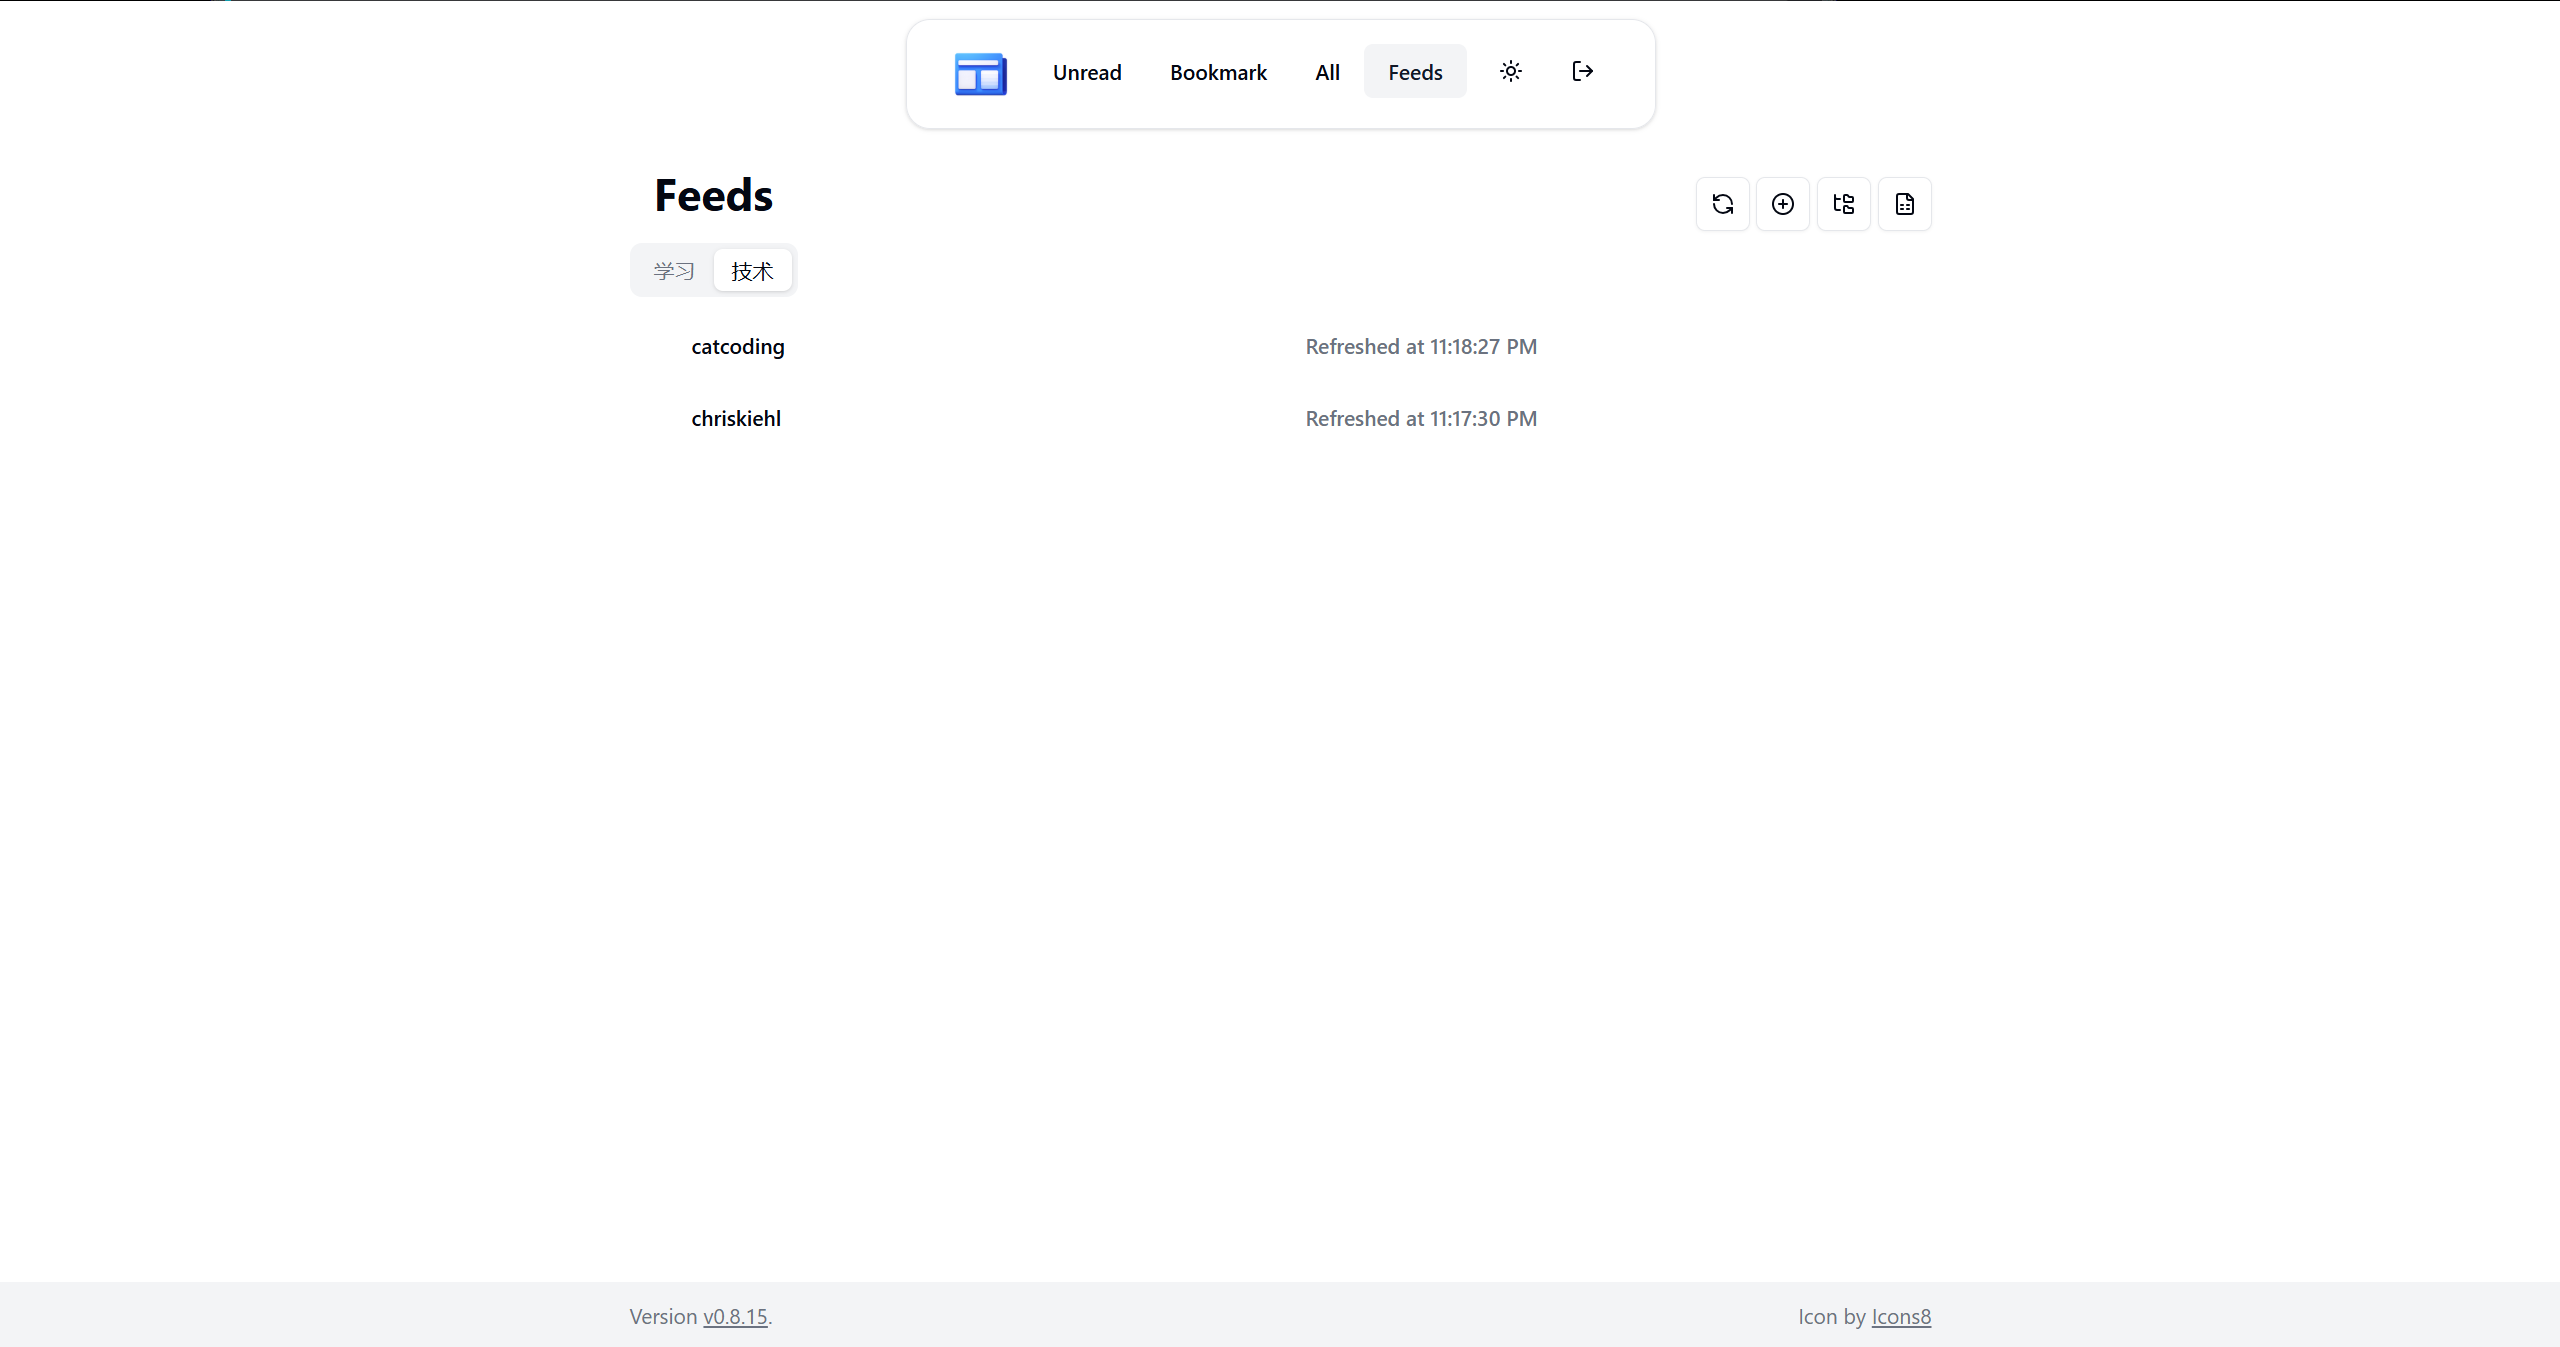 Unread Bookmark All Feeds
Feeds
学习 技术
catcoding Refreshed at 11:18:27 PM
chriskiehl Refreshed at 11:17:30 PM
Version v0.8.15. Icon by Icons8